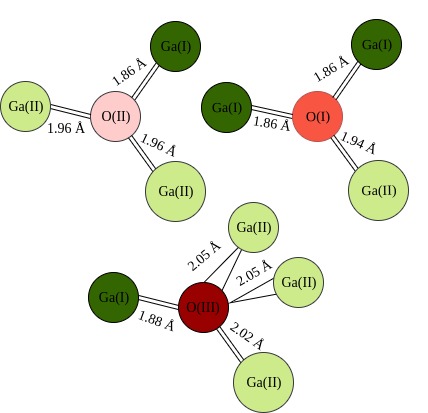 Ga(I)
1.86 Å
Ga(II)
O(II)
1.96 Å
1.96 Å
Ga(II)
Ga(I)
1.86 Å
Ga(I)
O(I)
1.86 Å
1.94 Å
Ga(II)
Ga(II)
2.05 Å
2.05 Å
Ga(II)
Ga(I)
O(III)
1.88 Å
2.02 Å
Ga(II)